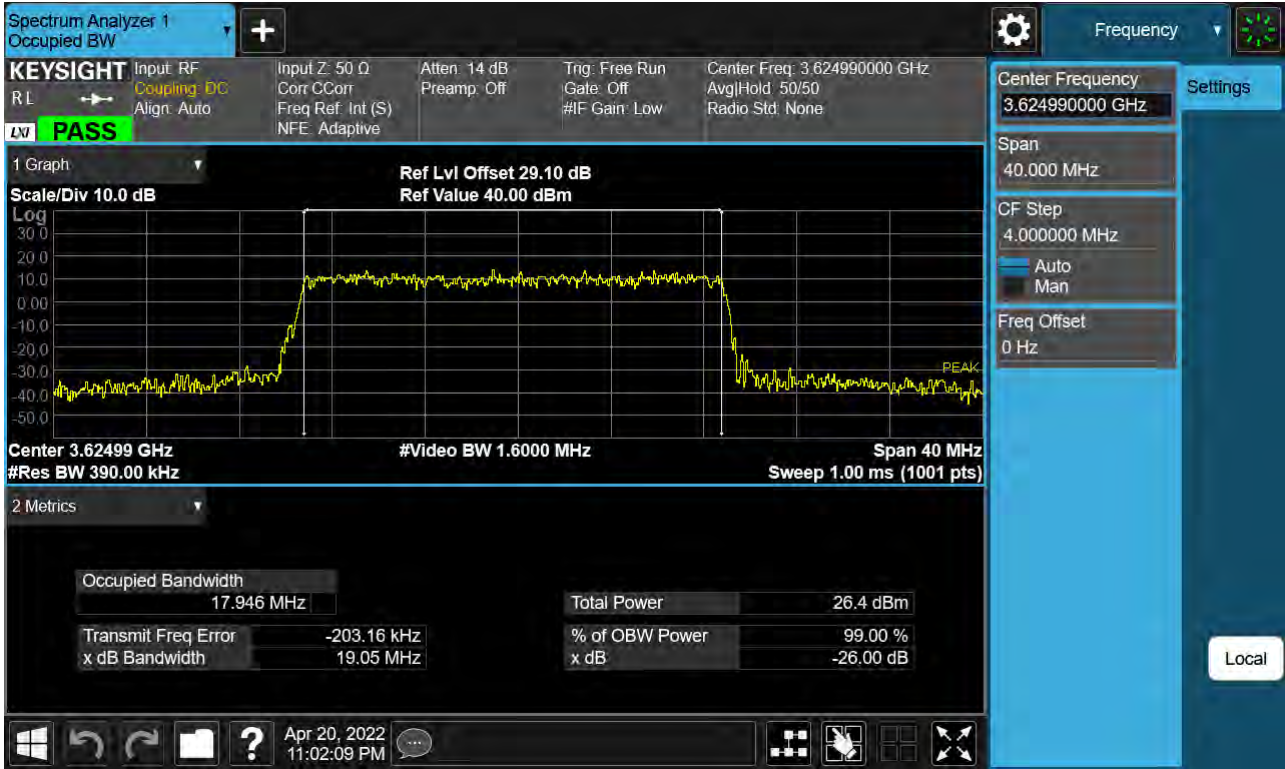 Spectrum Analyzer 1
Occupied BW
Frequency
KEYSIGHT
R L
LXI
PASS
Input: RF
Coupling: DC
Align: Auto
Input Z: 50 Ω
Corr CCorr
Freq Ref: Int (S)
NFE: Adaptive
Atten: 14 dB
Preamp: Off
Trig: Free Run
Gate: Off
#IF Gain: Low
Center Freq: 3.624990000 GHz
Avg|Hold: 50/50
Radio Std: None
1 Graph
Scale/Div 10.0 dB
Ref Lvl Offset 29.10 dB
Ref Value 40.00 dBm
Log
30.0
20.0
10.0
0.00
-10.0
-20.0
-30.0
-40.0
-50.0
PEAK
Center 3.62499 GHz
#Video BW 1.6000 MHz
Span 40 MHz
#Res BW 390.00 kHz
Sweep 1.00 ms (1001 pts)
2 Metrics
Occupied Bandwidth
17.946 MHz
Total Power 26.4 dBm
Transmit Freq Error -203.16 kHz
% of OBW Power 99.00 %
x dB Bandwidth 19.05 MHz
x dB -26.00 dB
Center Frequency
3.624990000 GHz
Settings
Span
40.000 MHz
CF Step
4.000000 MHz
Auto
Man
Freq Offset
0 Hz
Local
?
Apr 20, 2022
11:02:09 PM